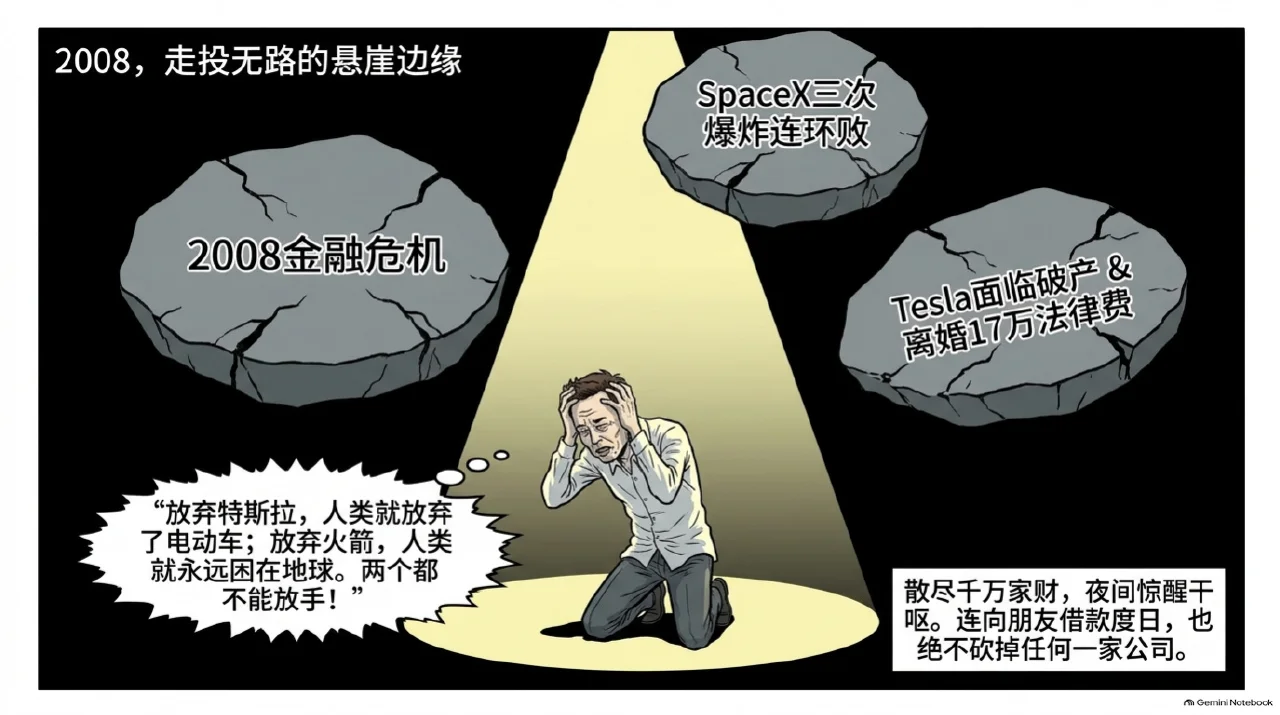 2008，走投无路的悬崖边缘
SpaceX三次
爆炸连环败
2008金融危机
Tesla面临破产 &
离婚17万法律费
“放弃特斯拉，人类就放弃
了电动车；放弃火箭，人类
就永远困在地球。两个都
不能放手！”
散尽千万家财，夜间惊醒干
呕。连向朋友借款度日，也
绝不砍掉任何一家公司。
Gemini Notebook